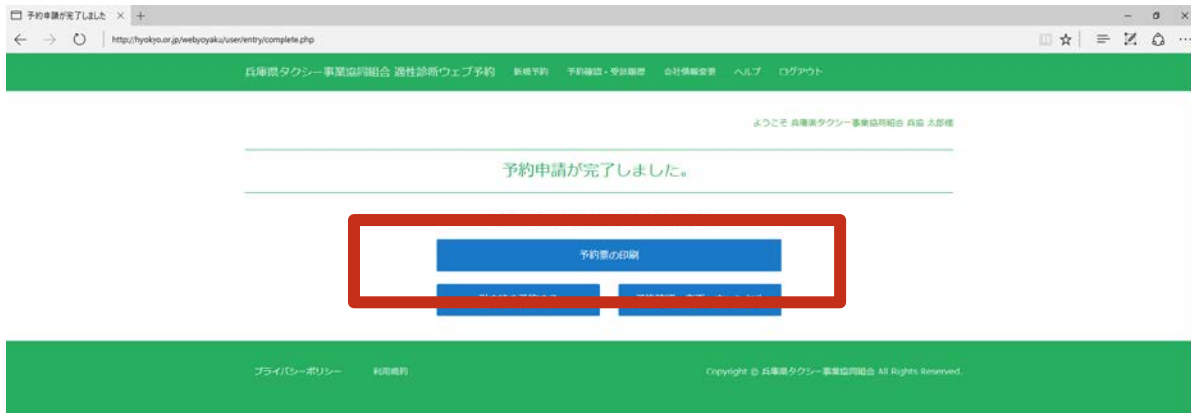 予約申請が完了しました
http://hyokyo.or.jp/webyoyaku/user/entry/complete.php
兵庫県タクシー事業協同組合 適性診断ウェブ予約 新規予約 予約確認・受診履歴 会社情報変更 ヘルプ ログアウト
ようこそ 兵庫県タクシー事業協同組合 兵協 太郎様
予約申請が完了しました。
予約票の印刷
プライバシーポリシー 利用規約 Copyright © 兵庫県タクシー事業協同組合 All Rights Reserved.